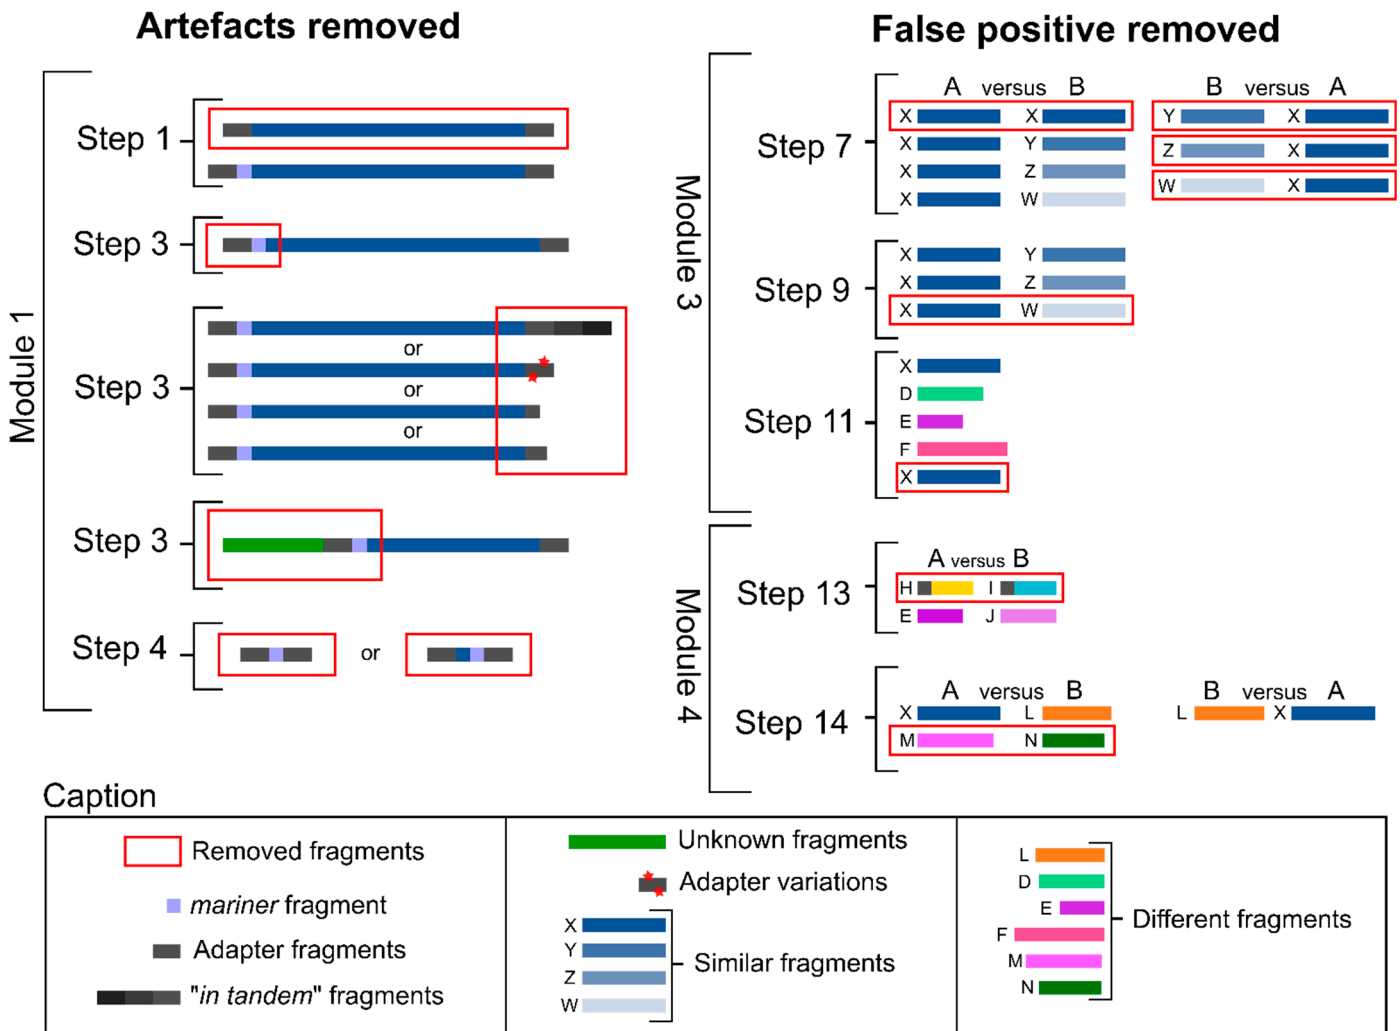 Artefacts removed
Module 1
Step 1
Step 3
Step 3
or
or
or
Step 3
Step 4
or
False positive removed
Module 3
Step 7
A versus B
X X
X Y
X Z
X W
B versus A
Y X
Z X
W X
Step 9
X Y
X Z
X W
Step 11
X
D
E
F
X
Module 4
Step 13
A versus B
H I
E J
Step 14
A versus B
X L
M N
B versus A
L X
Caption
Removed fragments
mariner fragment
Adapter fragments
"in tandem" fragments
Unknown fragments
Adapter variations
X
Y
Z
W
Similar fragments
L
D
E
F
M
N
Different fragments